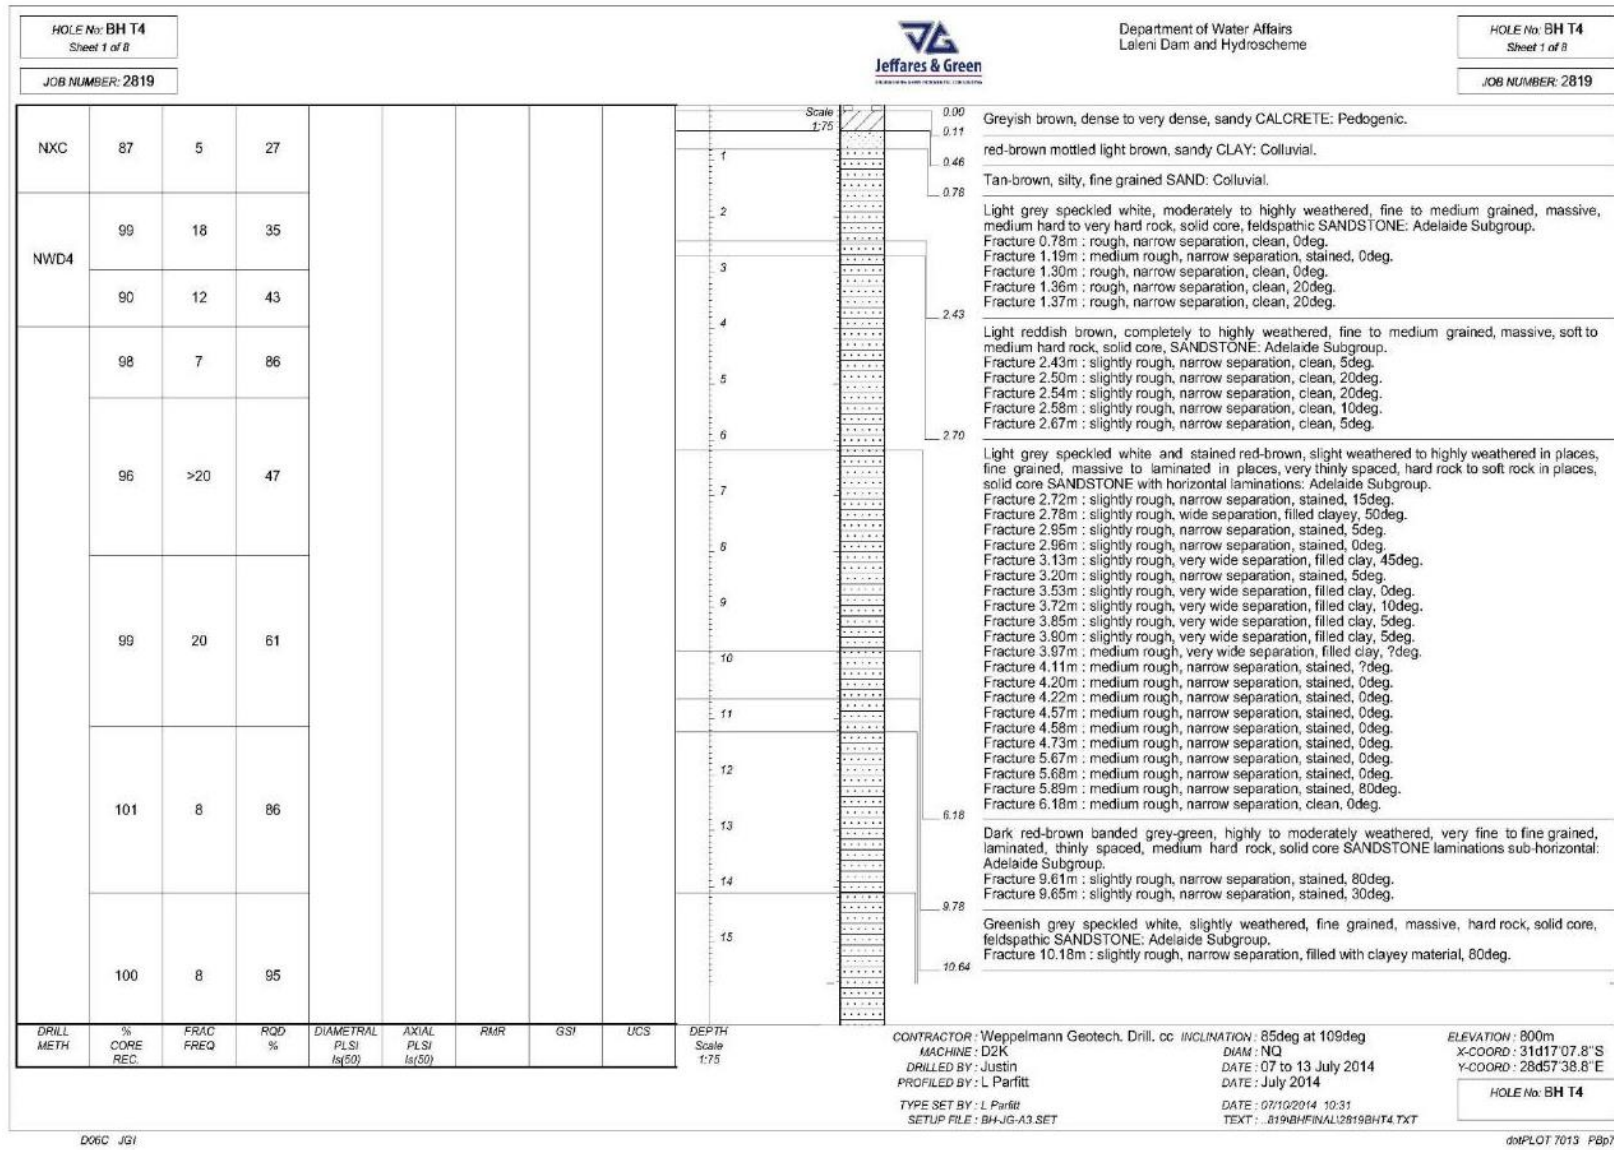 HOLE No: BH T4
Sheet 1 of 8
JOB NUMBER: 2819
Jeffares & Green
Department of Water Affairs
Laleni Dam and Hydroscheme
HOLE No: BH T4
Sheet 1 of 8
JOB NUMBER: 2819
NXC 87 5 27
99 18 35
NWD4
90 12 43
98 7 86
96 >20 47
99 20 61
101 8 86
100 8 95
Scale
1:75
1
2
3
4
5
6
7
8
9
10
11
12
13
14
15
0.00
0.11
0.46
0.78
2.43
2.70
6.18
9.78
10.64
Greyish brown, dense to very dense, sandy CALCRETE: Pedogenic.
red-brown mottled light brown, sandy CLAY: Colluvial.
Tan-brown, silty, fine grained SAND: Colluvial.
Light grey speckled white, moderately to highly weathered, fine to medium grained, massive,
medium hard to very hard rock, solid core, feldspathic SANDSTONE: Adelaide Subgroup.
Fracture 0.78m : rough, narrow separation, clean, 0deg.
Fracture 1.19m : medium rough, narrow separation, stained, 0deg.
Fracture 1.30m : rough, narrow separation, clean, 0deg.
Fracture 1.36m : rough, narrow separation, clean, 20deg.
Fracture 1.37m : rough, narrow separation, clean, 20deg.
Light reddish brown, completely to highly weathered, fine to medium grained, massive, soft to
medium hard rock, solid core, SANDSTONE: Adelaide Subgroup.
Fracture 2.43m : slightly rough, narrow separation, clean, 5deg.
Fracture 2.50m : slightly rough, narrow separation, clean, 20deg.
Fracture 2.54m : slightly rough, narrow separation, clean, 20deg.
Fracture 2.58m : slightly rough, narrow separation, clean, 10deg.
Fracture 2.67m : slightly rough, narrow separation, clean, 5deg.
Light grey speckled white and stained red-brown, slight weathered to highly weathered in places,
fine grained, massive to laminated in places, very thinly spaced, hard rock to soft rock in places,
solid core SANDSTONE with horizontal laminations: Adelaide Subgroup.
Fracture 2.72m : slightly rough, narrow separation, stained, 15deg.
Fracture 2.78m : slightly rough, wide separation, filled clayey, 50deg.
Fracture 2.95m : slightly rough, narrow separation, stained, 5deg.
Fracture 2.96m : slightly rough, narrow separation, stained, 0deg.
Fracture 3.13m : slightly rough, very wide separation, filled clay, 45deg.
Fracture 3.20m : slightly rough, narrow separation, stained, 5deg.
Fracture 3.53m : slightly rough, very wide separation, filled clay, 0deg.
Fracture 3.72m : slightly rough, very wide separation, filled clay, 10deg.
Fracture 3.85m : slightly rough, very wide separation, filled clay, 5deg.
Fracture 3.90m : slightly rough, very wide separation, filled clay, 5deg.
Fracture 3.97m : medium rough, very wide separation, filled clay, ?deg.
Fracture 4.11m : medium rough, narrow separation, stained, ?deg.
Fracture 4.20m : medium rough, narrow separation, stained, 0deg.
Fracture 4.22m : medium rough, narrow separation, stained, 0deg.
Fracture 4.57m : medium rough, narrow separation, stained, 0deg.
Fracture 4.58m : medium rough, narrow separation, stained, 0deg.
Fracture 4.73m : medium rough, narrow separation, stained, 0deg.
Fracture 5.67m : medium rough, narrow separation, stained, 0deg.
Fracture 5.68m : medium rough, narrow separation, stained, 0deg.
Fracture 5.89m : medium rough, narrow separation, stained, 80deg.
Fracture 6.18m : medium rough, narrow separation, clean, 0deg.
Dark red-brown banded grey-green, highly to moderately weathered, very fine to fine grained,
laminated, thinly spaced, medium hard rock, solid core SANDSTONE laminations sub-horizontal:
Adelaide Subgroup.
Fracture 9.61m : slightly rough, narrow separation, stained, 80deg.
Fracture 9.65m : slightly rough, narrow separation, stained, 30deg.
Greenish grey speckled white, slightly weathered, fine grained, massive, hard rock, solid core,
feldspathic SANDSTONE: Adelaide Subgroup.
Fracture 10.18m : slightly rough, narrow separation, filled with clayey material, 80deg.
DRILL METH
% CORE REC.
FRAC FREQ
RQD %
DIAMETRAL PLSI Is(50)
AXIAL PLSI Is(50)
RMR
GSI
UCS
DEPTH Scale 1:75
CONTRACTOR : Weppelmann Geotech. Drill. cc INCLINATION : 85deg at 109deg ELEVATION : 800m
MACHINE : D2K DIAM : NQ X-COORD : 31d17'07.8"S
DRILLED BY : Justin DATE : 07 to 13 July 2014 Y-COORD : 28d57'38.8"E
PROFILED BY : L Parfitt DATE : July 2014
HOLE No: BH T4
TYPE SET BY : L Parfitt DATE : 07/10/2014 10:31
SETUP FILE : BH-JG-A3.SET TEXT : ..819\BHFINAL\2819BHT4.TXT
D06C JGI
dotPLOT 7013 PBp7